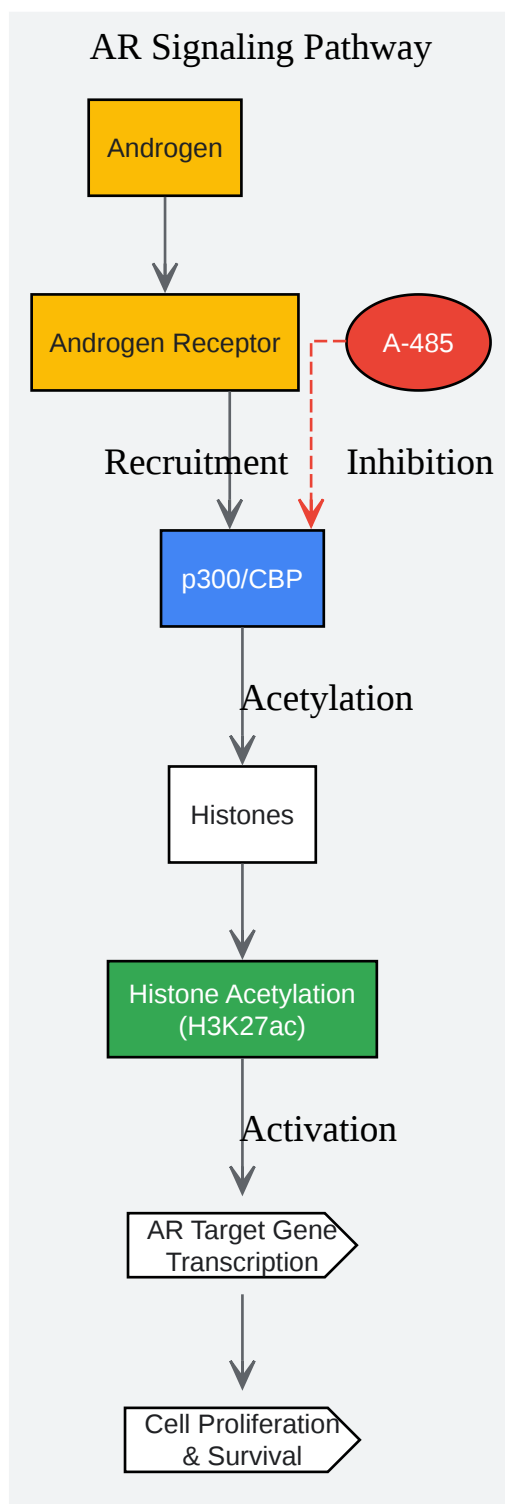 AR Signaling Pathway
Androgen
Androgen Receptor
A-485
Recruitment
Inhibition
p300/CBP
Acetylation
Histones
Histone Acetylation
(H3K27ac)
Activation
AR Target Gene
Transcription
Cell Proliferation
& Survival